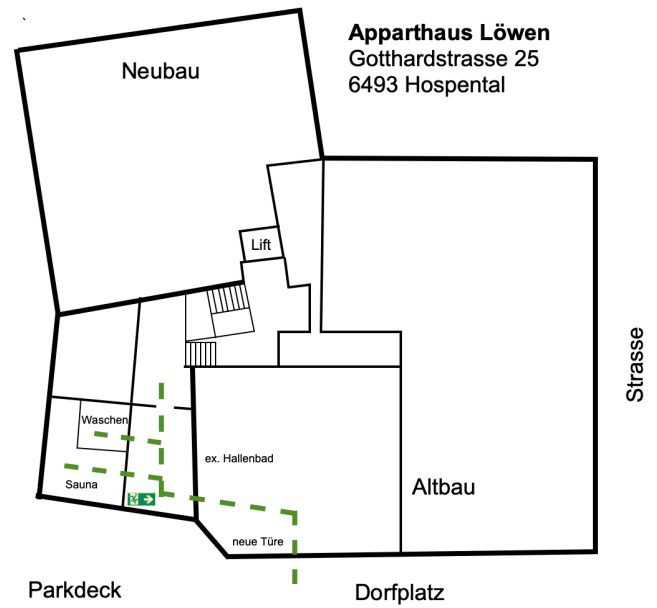 Apparthaus Löwen
Gotthardstrasse 25
6493 Hospental
Neubau
Lift
Strasse
Waschen
ex. Hallenbad
Sauna
Altbau
neue Türe
Parkdeck
Dorfplatz